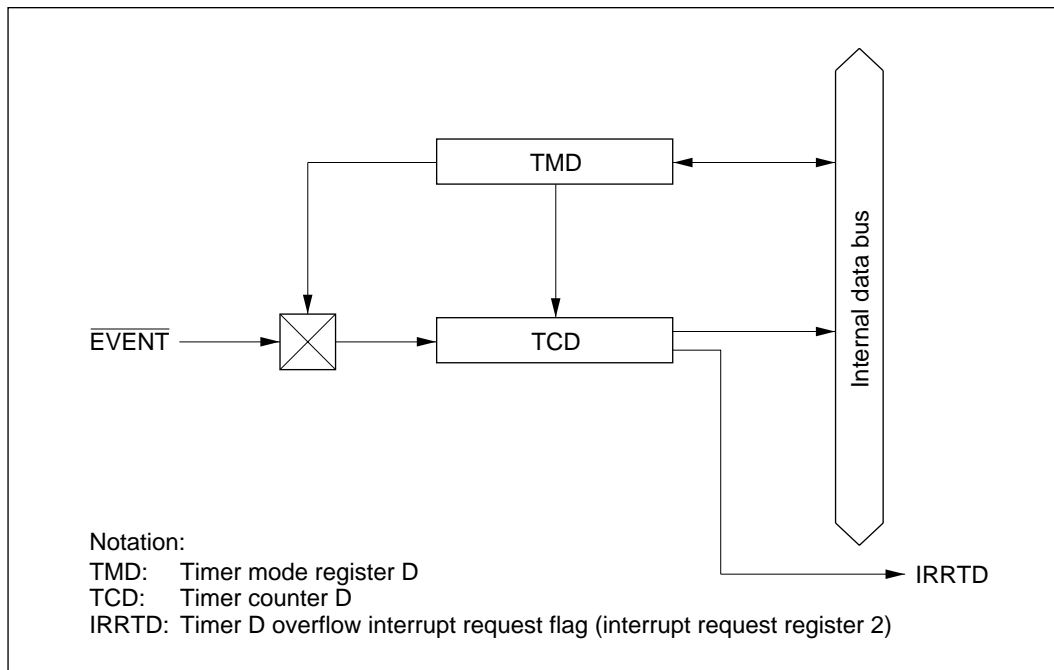 TMD
Internal data bus
EVENT
TCD
Notation:
TMD: Timer mode register D
TCD: Timer counter D
IRRTD: Timer D overflow interrupt request flag (interrupt request register 2)
IRRTD